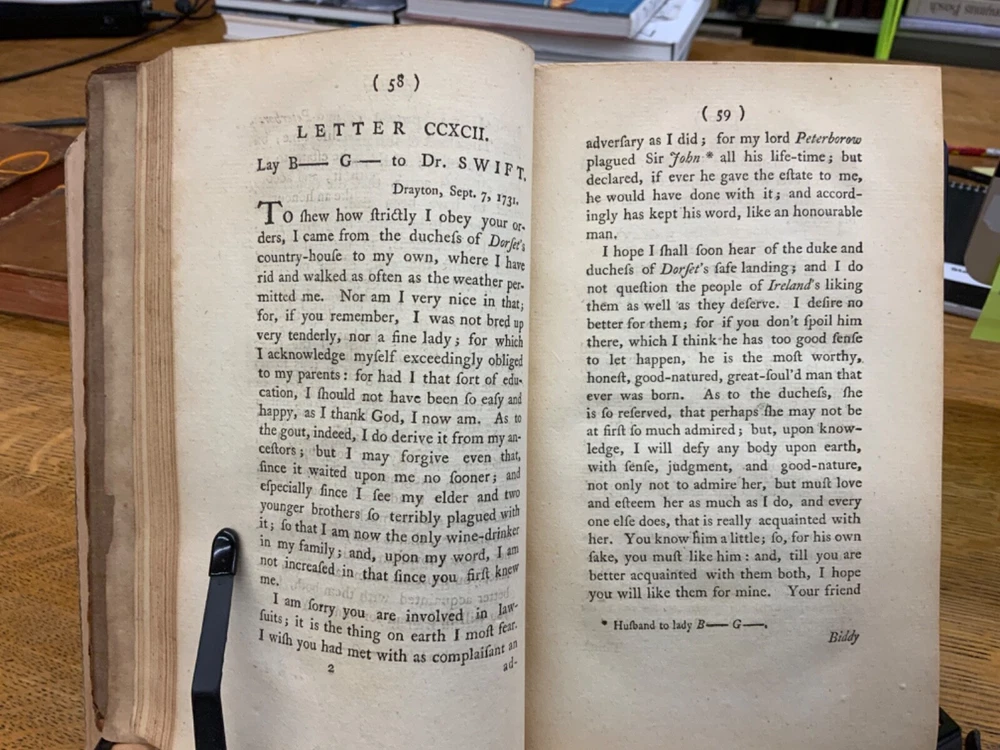 ( 58 )
LETTER CCXCII.
Lay B—— G—— to Dr. SWIFT.
Drayton, Sept. 7, 1731.
To ſhew how ſtrictly I obey your or-
ders, I came from the ducheſs of Dorſet's
country-houſe to my own, where I have
rid and walked as often as the weather per-
mitted me. Nor am I very nice in that;
for, if you remember, I was not bred up
very tenderly, nor a fine lady; for which
I acknowledge myſelf exceedingly obliged
to my parents: for had I that ſort of edu-
cation, I ſhould not have been ſo eaſy and
happy, as I thank God, I now am. As to
the gout, indeed, I do derive it from my an-
ceſtors; but I may forgive even that,
ſince it waited upon me no ſooner; and
eſpecially ſince I ſee my elder and two
younger brothers ſo terribly plagued with
it; ſo that I am now the only wine-drinker
in my family; and, upon my word, I am
not increaſed in that ſince you firſt knew
me.
I am ſorry you are involved in law-
ſuits; it is the thing on earth I moſt fear.
I wiſh you had met with as complaiſant an
2
ad-
( 59 )
adverſary as I did; for my lord Peterborow
plagued Sir John * all his life-time; but
declared, if ever he gave the eſtate to me,
he would have done with it; and accord-
ingly has kept his word, like an honourable
man.
I hope I ſhall ſoon hear of the duke and
ducheſs of Dorſet's ſafe landing; and I do
not queſtion the people of Ireland's liking
them as well as they deſerve. I deſire no
better for them; for if you don't ſpoil him
there, which I think he has too good ſenſe
to let happen, he is the moſt worthy,
honeſt, good-natured, great-ſoul'd man that
ever was born. As to the ducheſs, ſhe
is ſo reſerved, that perhaps ſhe may not be
at firſt ſo much admired; but, upon know-
ledge, I will defy any body upon earth,
with ſenſe, judgment, and good-nature,
not only not to admire her, but muſt love
and eſteem her as much as I do, and every
one elſe does, that is really acquainted with
her. You know him a little; ſo, for his own
ſake, you muſt like him: and, till you are
better acquainted with them both, I hope
you will like them for mine. Your friend
* Huſband to lady B—— G——.
Biddy